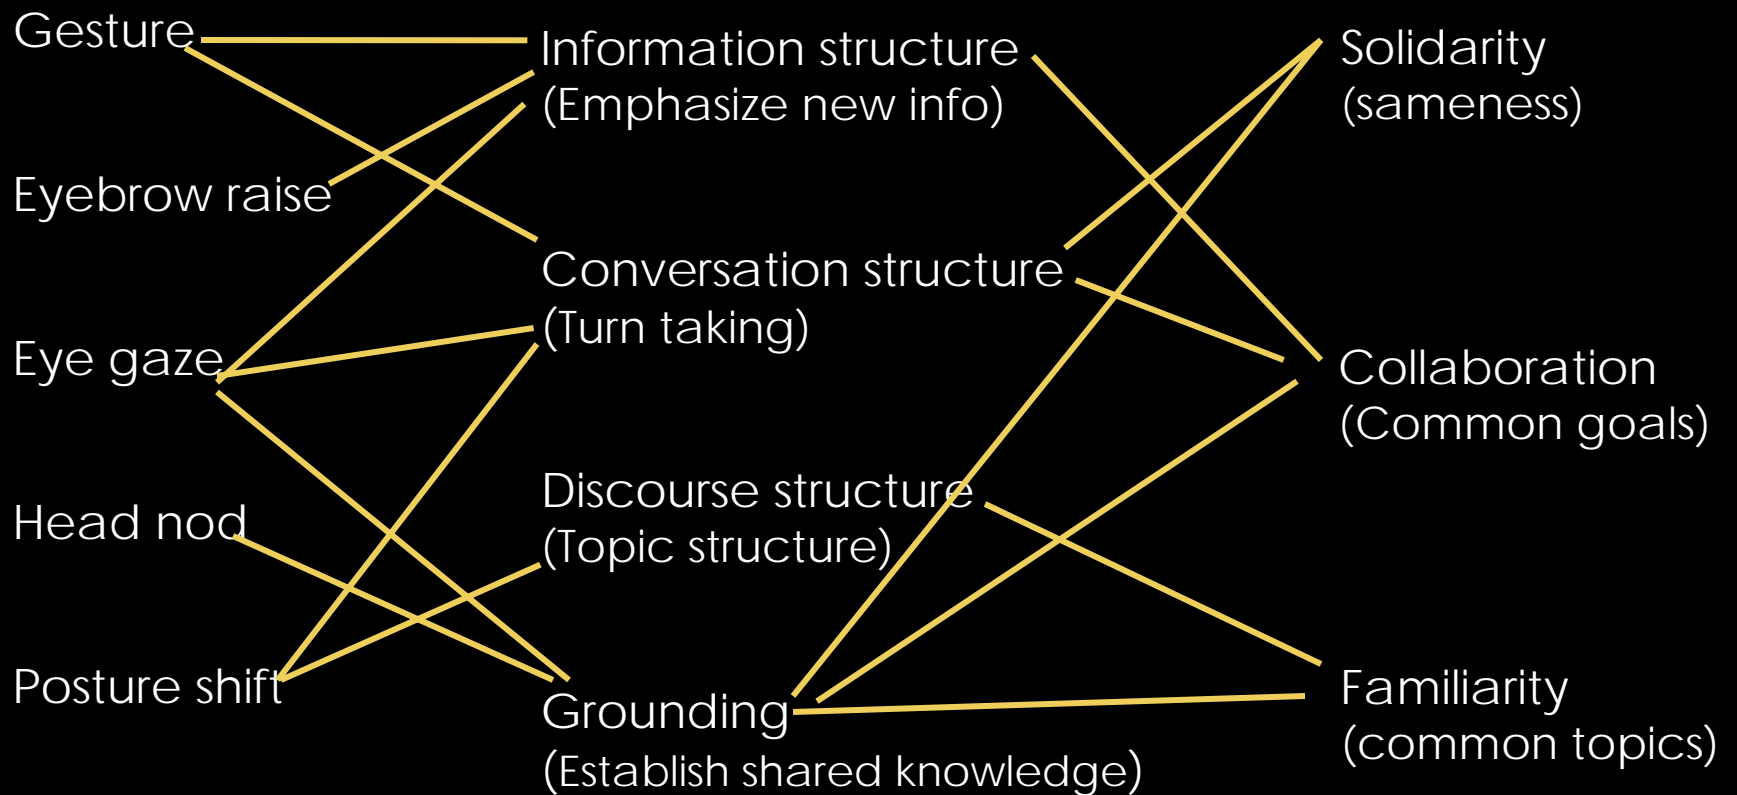 Gesture
Eyebrow raise
Eye gaze
Head nod
Posture shift
Information structure
(Emphasize new info)
Conversation structure
(Turn taking)
Discourse structure
(Topic structure)
Grounding
(Establish shared knowledge)
Solidarity
(sameness)
Collaboration
(Common goals)
Familiarity
(common topics)